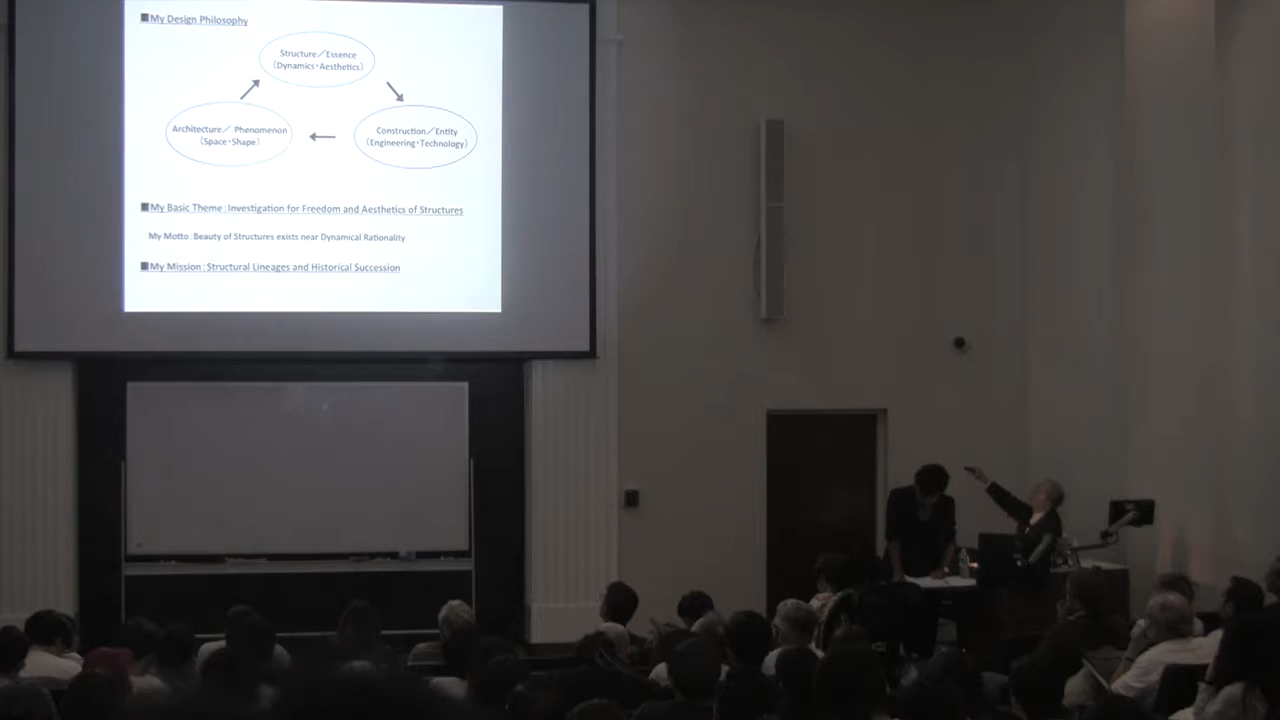 ■My Design Philosophy
Structure／Essence
(Dynamics・Aesthetics)
Architecture／ Phenomenon
(Space・Shape)
Construction／Entity
(Engineering・Technology)
■My Basic Theme：Investigation for Freedom and Aesthetics of Structures
My Motto：Beauty of Structures exists near Dynamical Rationality
■My Mission：Structural Lineages and Historical Succession